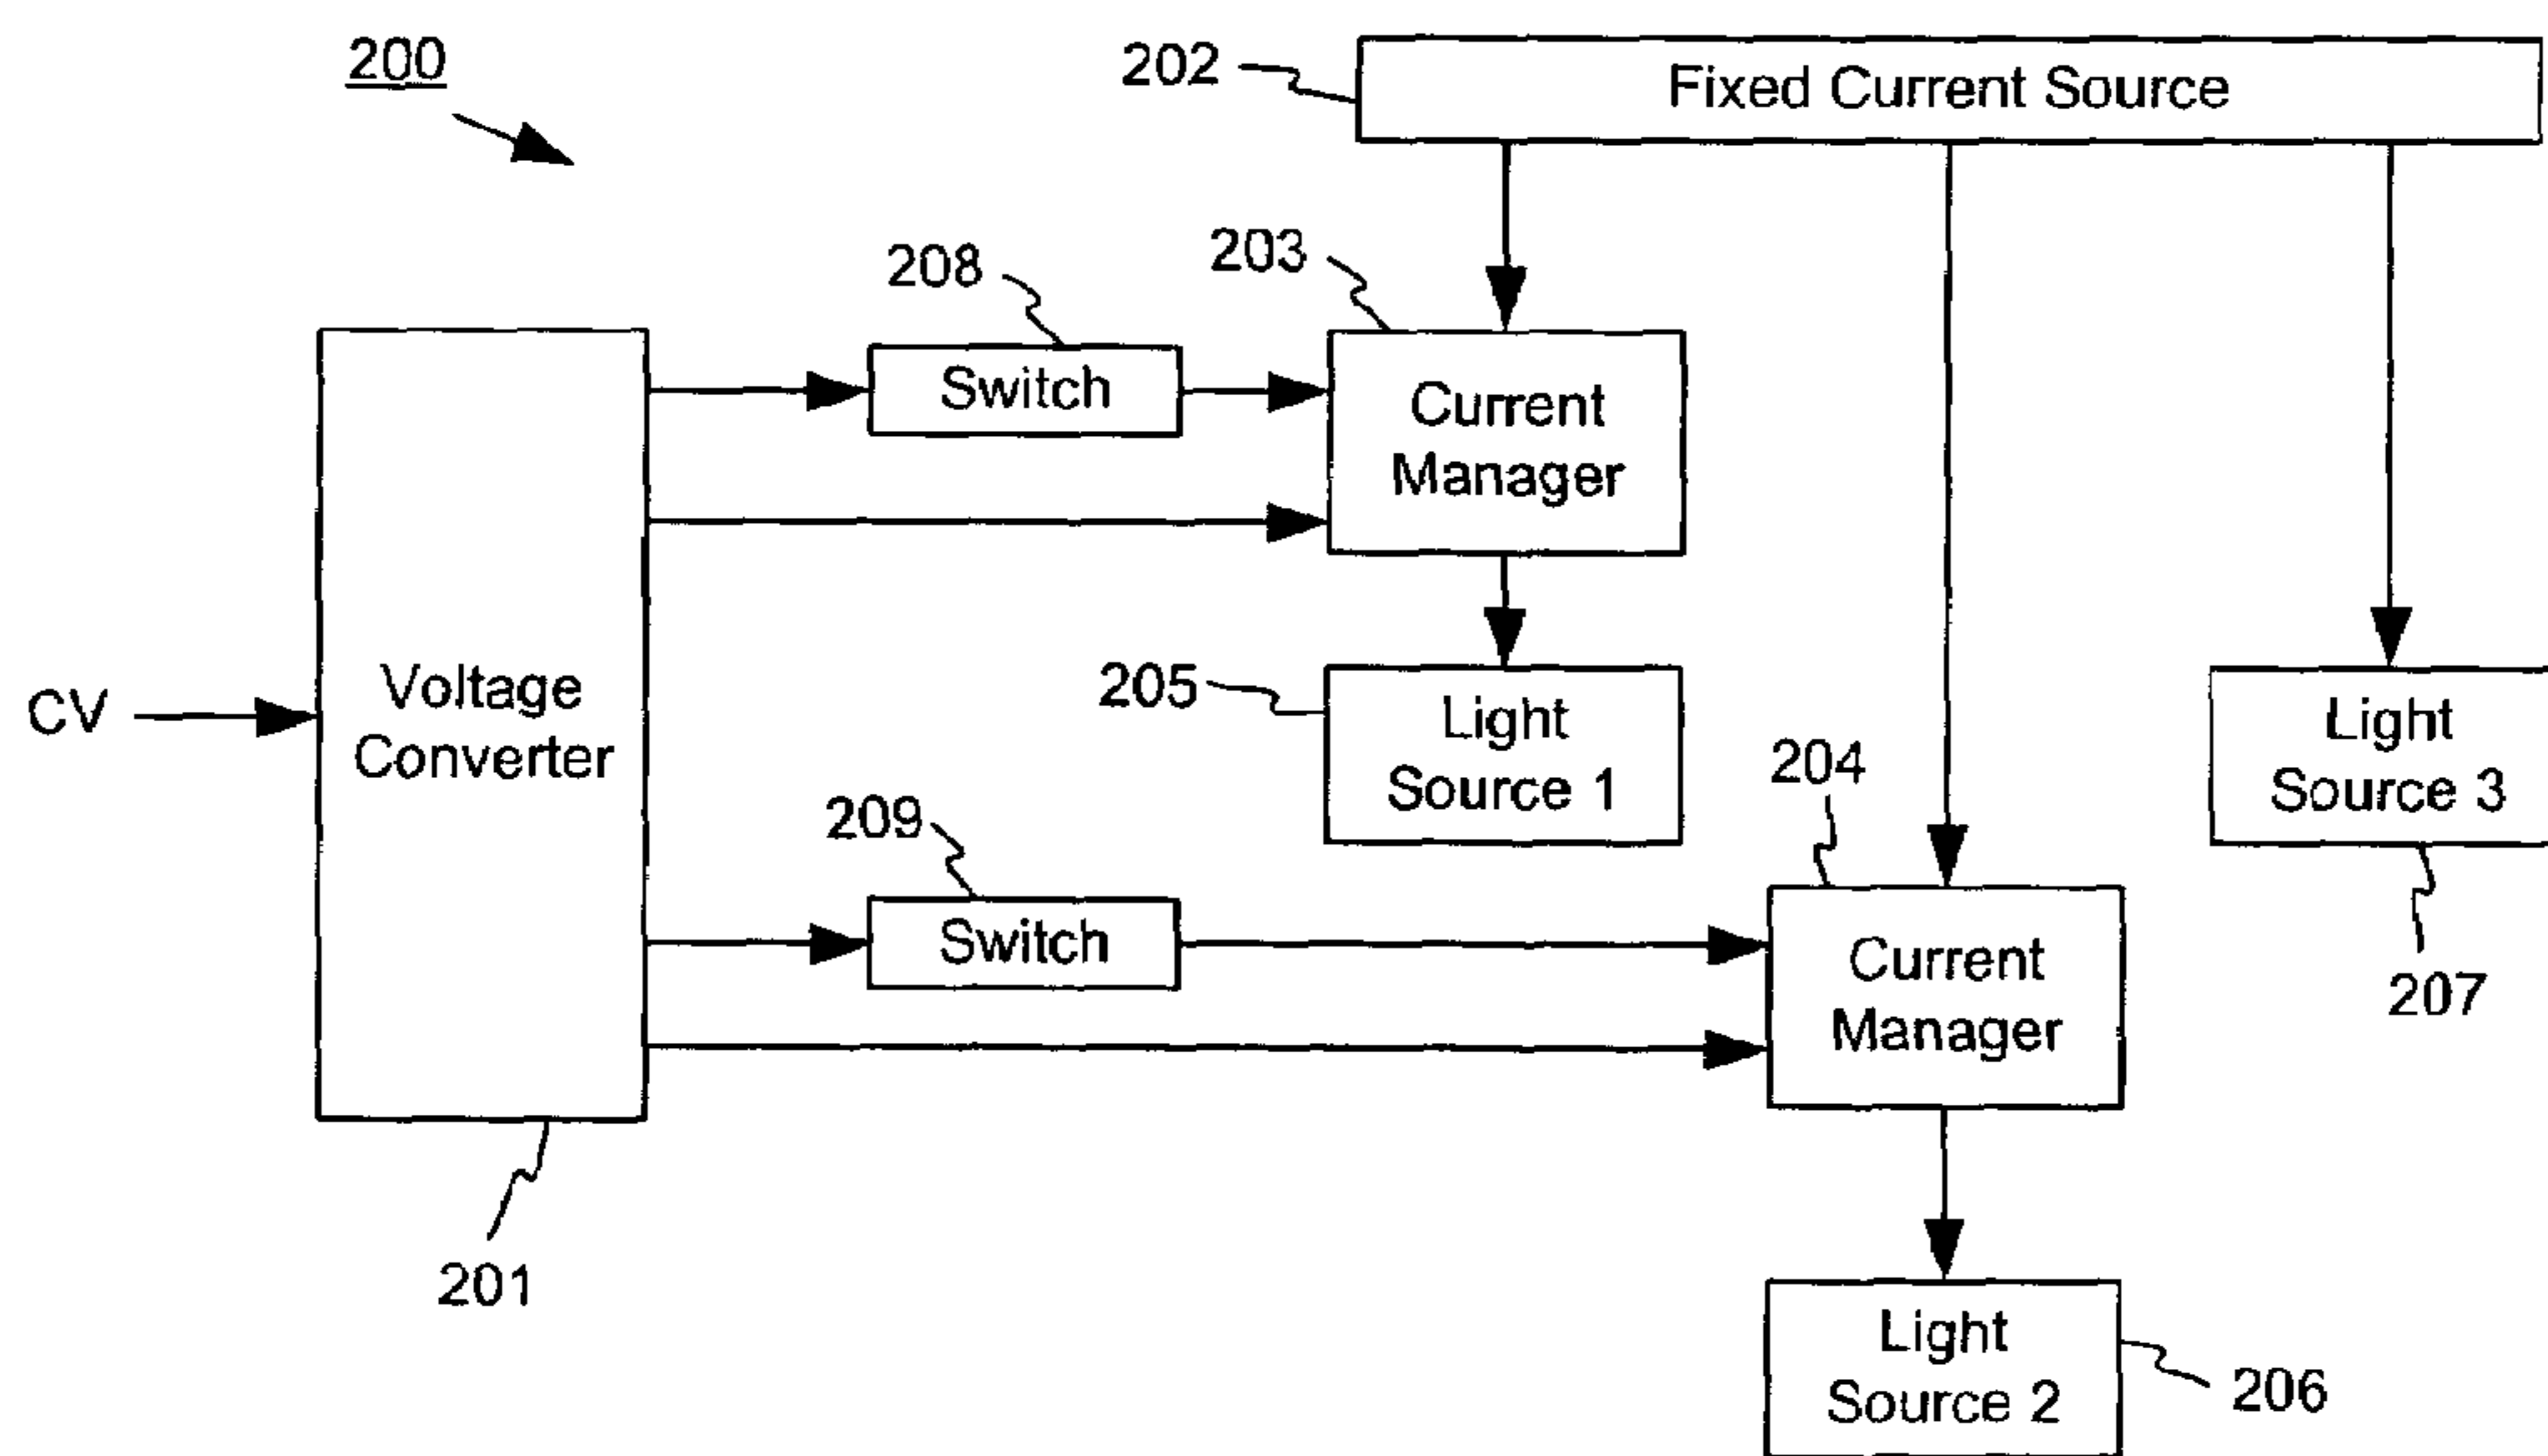 200
202
Fixed Current Source
208
203
Switch
Current
Manager
CV
Voltage
Converter
205
Light
Source 1
204
Light
Source 3
209
Switch
Current
Manager
207
201
Light
Source 2
206